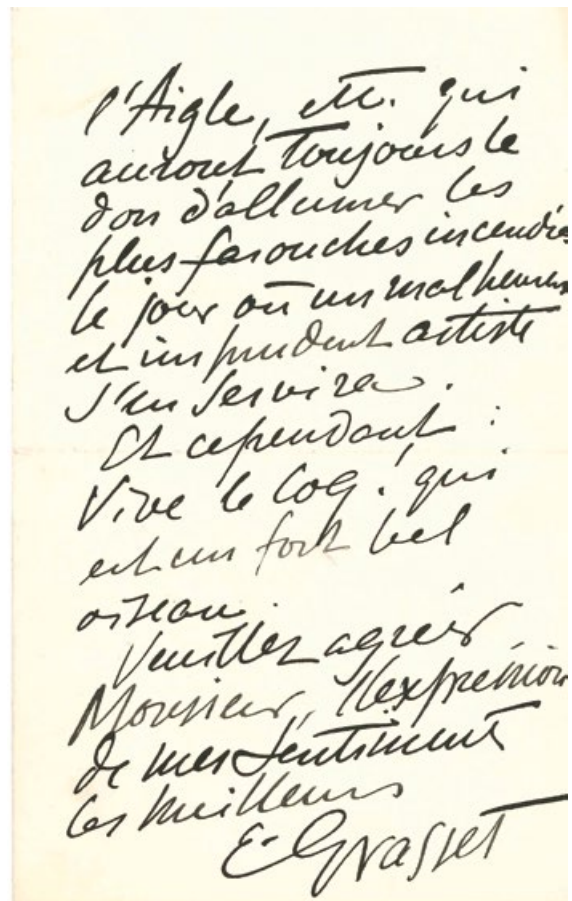 l'Aigle, etc. qui
auront toujours le
don d'allumer les
plus farouches incendies
le jour où un malheureux
et imprudent artiste
s'en servira.
Et cependant :
Vive le Coq ! qui
est un fort bel
oiseau.
Veuillez agréer
Monsieur, l'expression
de mes sentiments
les meilleurs
E. Grasset